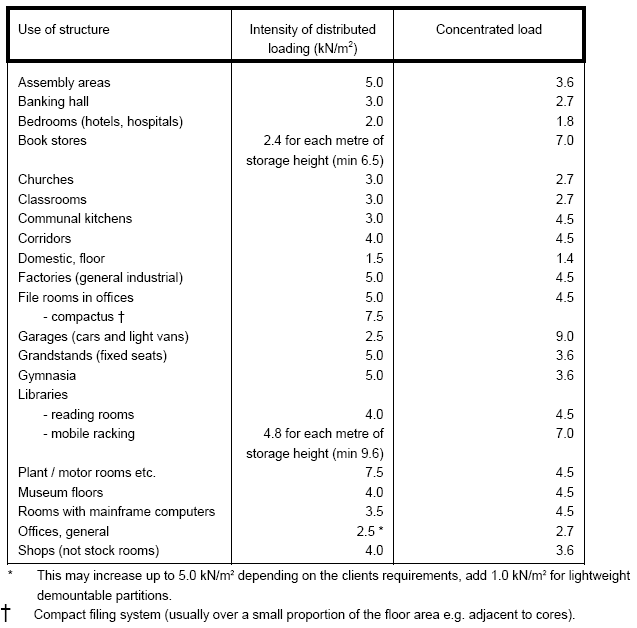 Use of structure Intensity of distributed Concentrated load
loading (kN/m²)
Assembly areas 5.0 3.6
Banking hall 3.0 2.7
Bedrooms (hotels, hospitals) 2.0 1.8
Book stores 2.4 for each metre of 7.0
storage height (min 6.5)
Churches 3.0 2.7
Classrooms 3.0 2.7
Communal kitchens 3.0 4.5
Corridors 4.0 4.5
Domestic, floor 1.5 1.4
Factories (general industrial) 5.0 4.5
File rooms in offices 5.0 4.5
- compactus † 7.5
Garages (cars and light vans) 2.5 9.0
Grandstands (fixed seats) 5.0 3.6
Gymnasia 5.0 3.6
Libraries
- reading rooms 4.0 4.5
- mobile racking 4.8 for each metre of 7.0
storage height (min 9.6)
Plant / motor rooms etc. 7.5 4.5
Museum floors 4.0 4.5
Rooms with mainframe computers 3.5 4.5
Offices, general 2.5 * 2.7
Shops (not stock rooms) 4.0 3.6
* This may increase up to 5.0 kN/m² depending on the clients requirements, add 1.0 kN/m² for lightweight
demountable partitions.
† Compact filing system (usually over a small proportion of the floor area e.g. adjacent to cores).